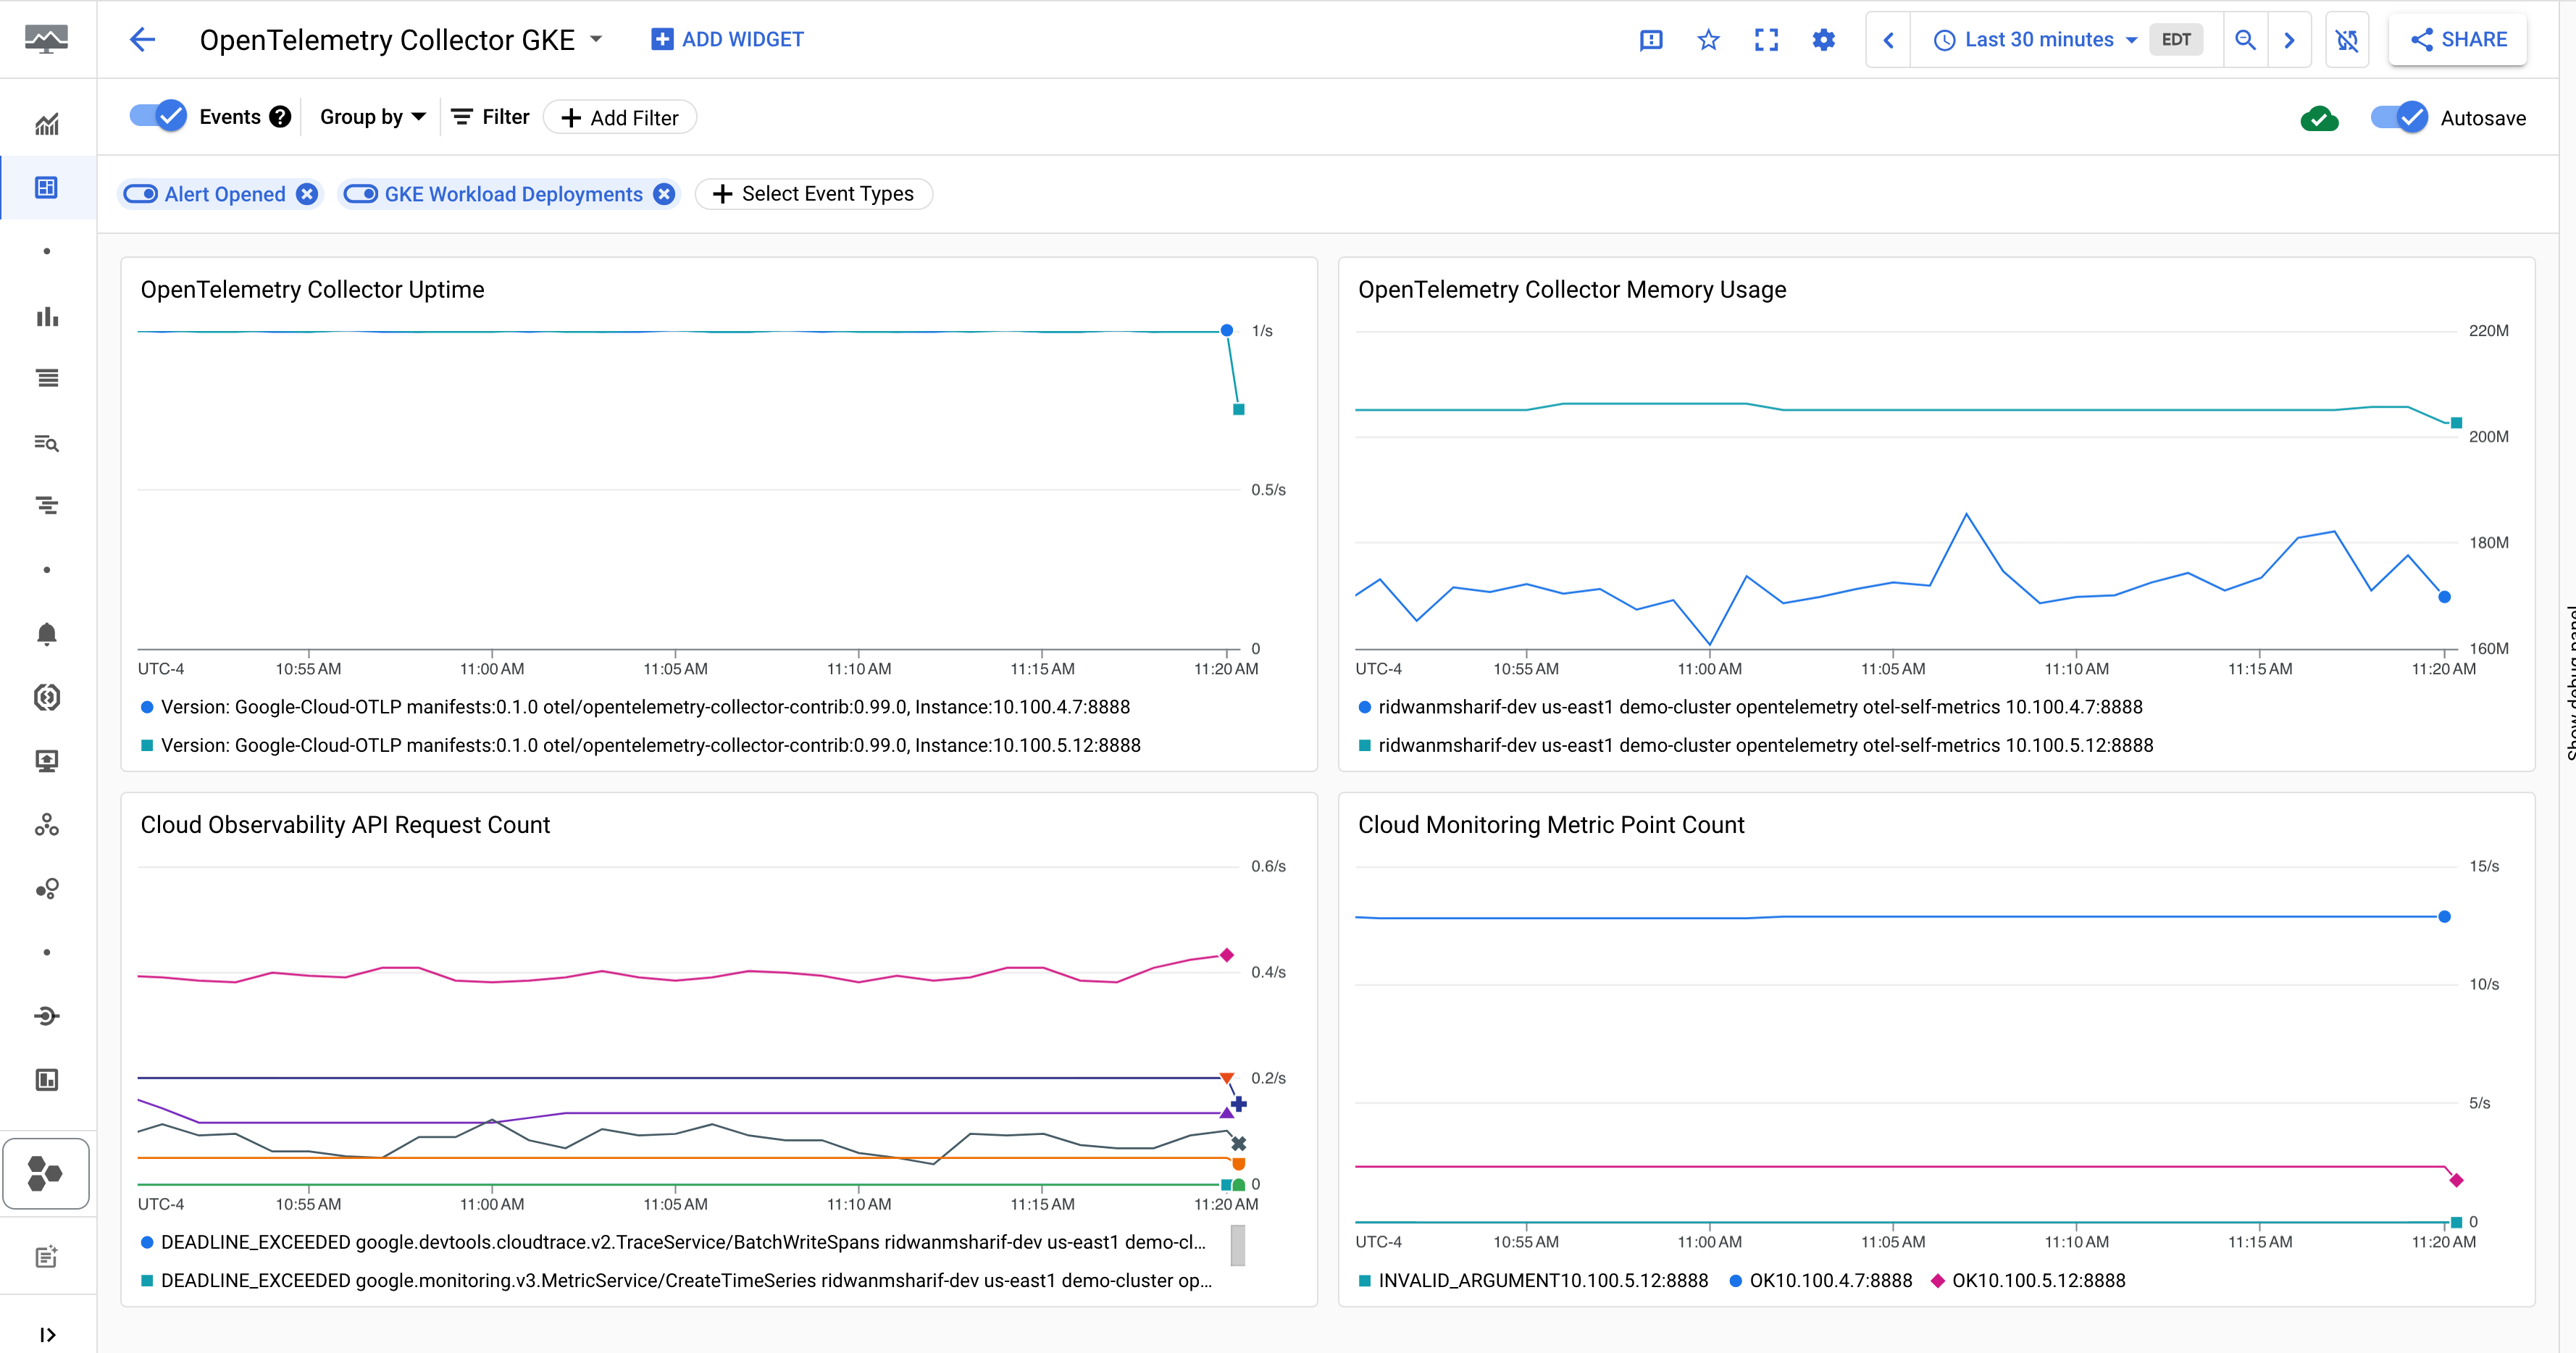 OpenTelemetry Collector GKE
ADD WIDGET
Last 30 minutes
EDT
SHARE
Events
Group by
Filter
Add Filter
Autosave
Alert Opened
GKE Workload Deployments
Select Event Types
OpenTelemetry Collector Uptime
1/s
0.5/s
0
UTC-4 10:55 AM 11:00 AM 11:05 AM 11:10 AM 11:15 AM 11:20 AM
Version: Google-Cloud-OTLP manifests:0.1.0 otel/opentelemetry-collector-contrib:0.99.0, Instance:10.100.4.7:8888
Version: Google-Cloud-OTLP manifests:0.1.0 otel/opentelemetry-collector-contrib:0.99.0, Instance:10.100.5.12:8888
OpenTelemetry Collector Memory Usage
220M
200M
180M
160M
UTC-4 10:55 AM 11:00 AM 11:05 AM 11:10 AM 11:15 AM 11:20 AM
ridwanmsharif-dev us-east1 demo-cluster opentelemetry otel-self-metrics 10.100.4.7:8888
ridwanmsharif-dev us-east1 demo-cluster opentelemetry otel-self-metrics 10.100.5.12:8888
Show debug panel
Cloud Observability API Request Count
0.6/s
0.4/s
0.2/s
0
UTC-4 10:55 AM 11:00 AM 11:05 AM 11:10 AM 11:15 AM 11:20 AM
DEADLINE_EXCEEDED google.devtools.cloudtrace.v2.TraceService/BatchWriteSpans ridwanmsharif-dev us-east1 demo-cl...
DEADLINE_EXCEEDED google.monitoring.v3.MetricService/CreateTimeSeries ridwanmsharif-dev us-east1 demo-cluster op...
Cloud Monitoring Metric Point Count
15/s
10/s
5/s
0
UTC-4 10:55 AM 11:00 AM 11:05 AM 11:10 AM 11:15 AM 11:20 AM
INVALID_ARGUMENT10.100.5.12:8888 OK10.100.4.7:8888 OK10.100.5.12:8888